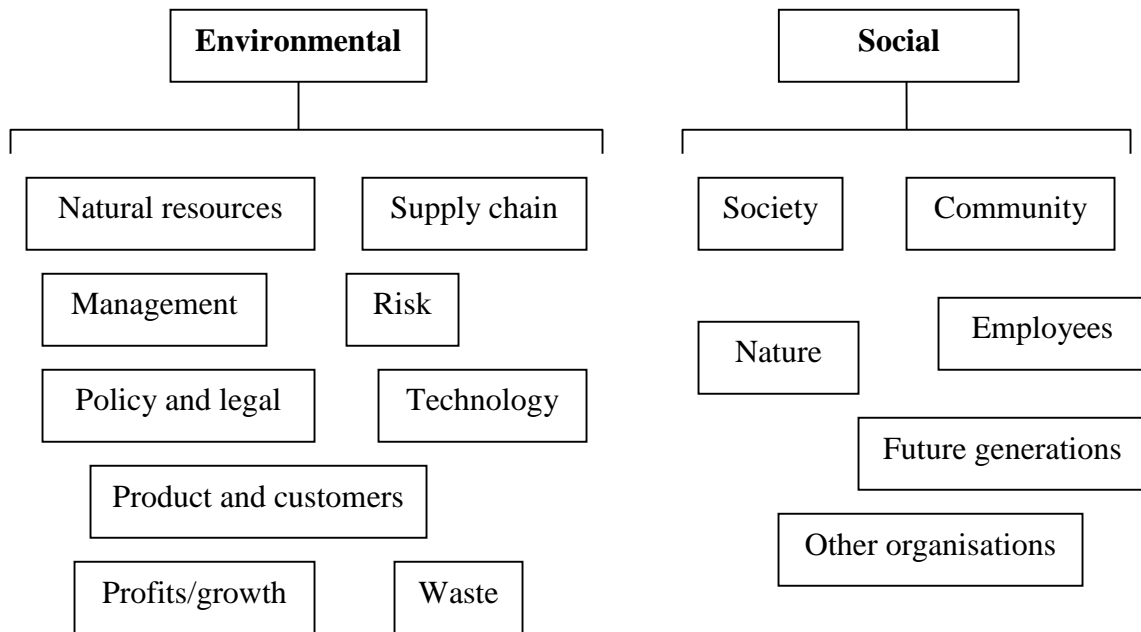 Environmental
Social
Natural resources
Supply chain
Society
Community
Management
Risk
Nature
Employees
Policy and legal
Technology
Future generations
Product and customers
Other organisations
Profits/growth
Waste